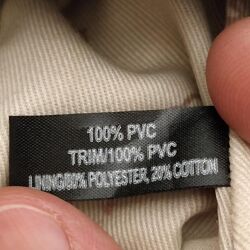 100% PVC
TRIM/100% PVC
LINING/80% POLYESTER, 20% COTTON